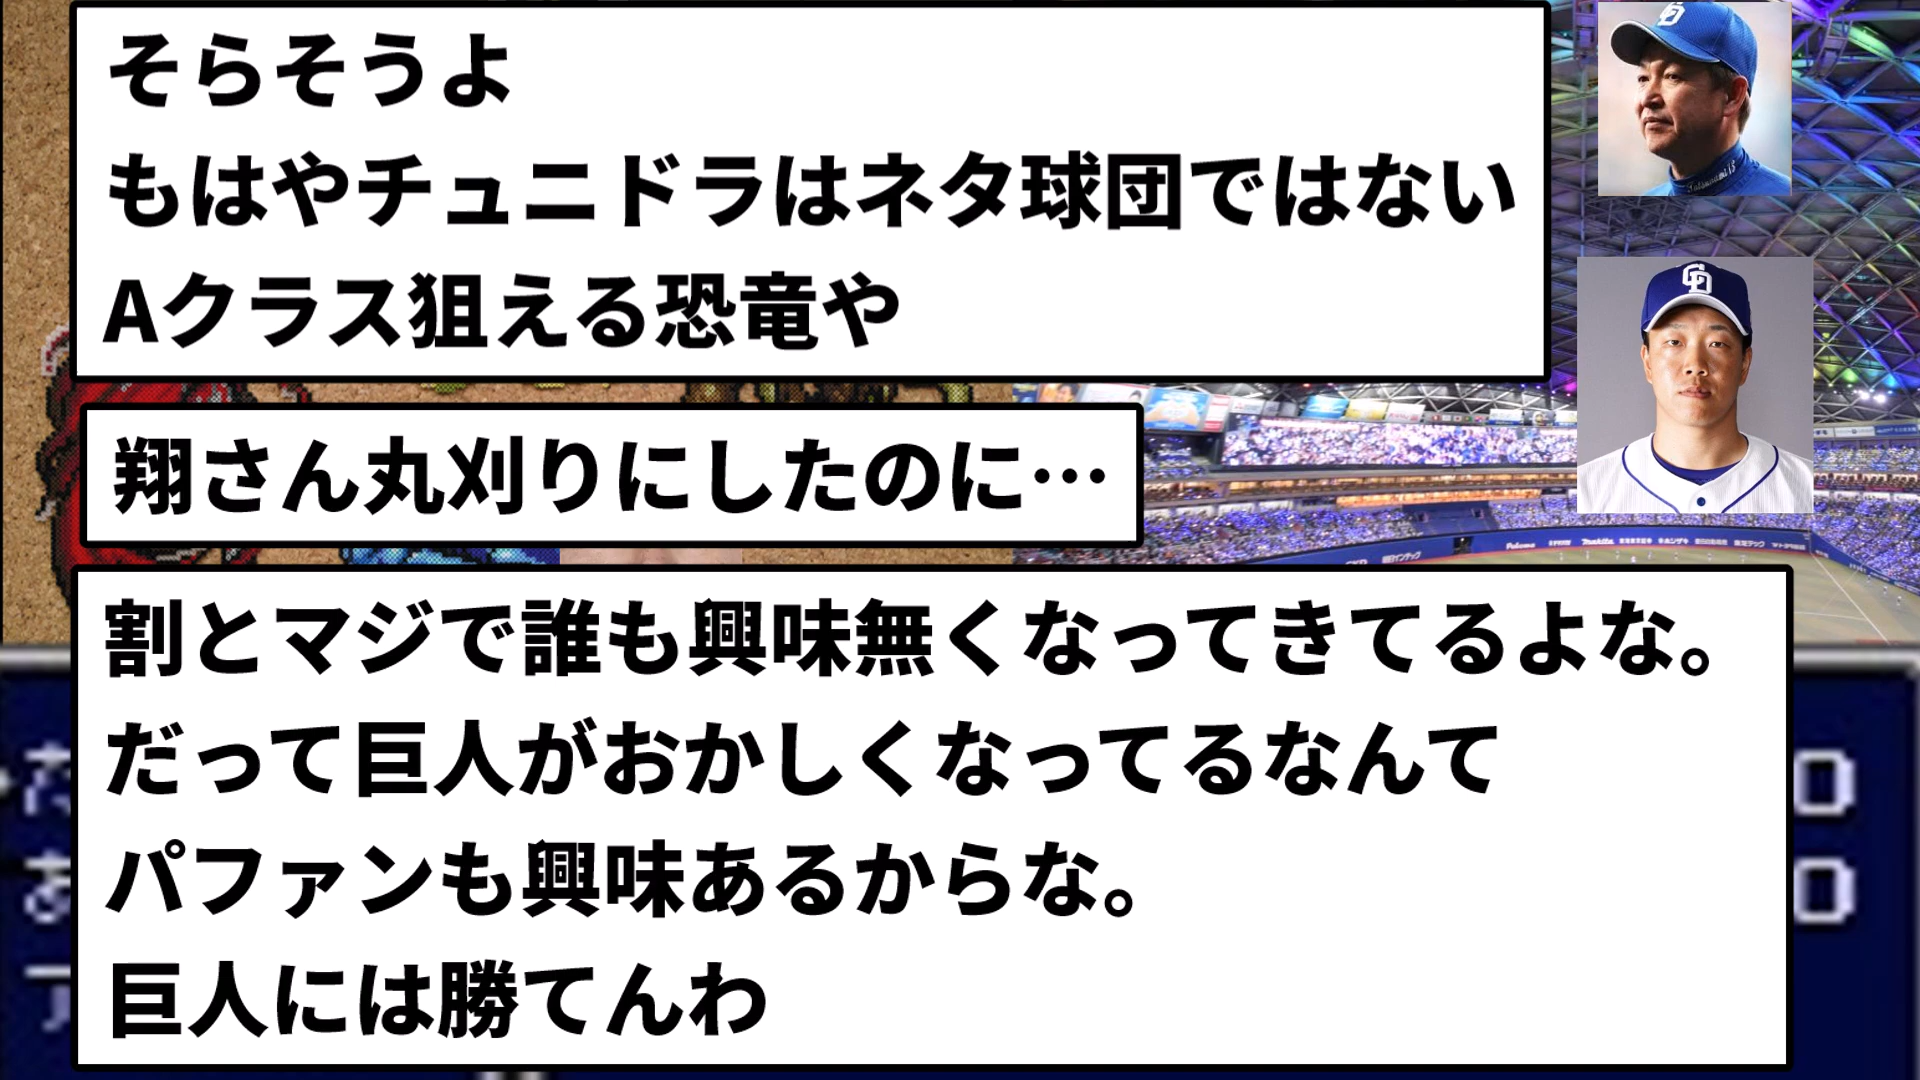 そらそうよ
もはやチュニドラはネタ球団ではない
Aクラス狙える恐竜や
翔さん丸刈りにしたのに…
割とマジで誰も興味無くなってきてるよな。
だって巨人がおかしくなってるなんて
パファンも興味あるからな。
巨人には勝てんわ